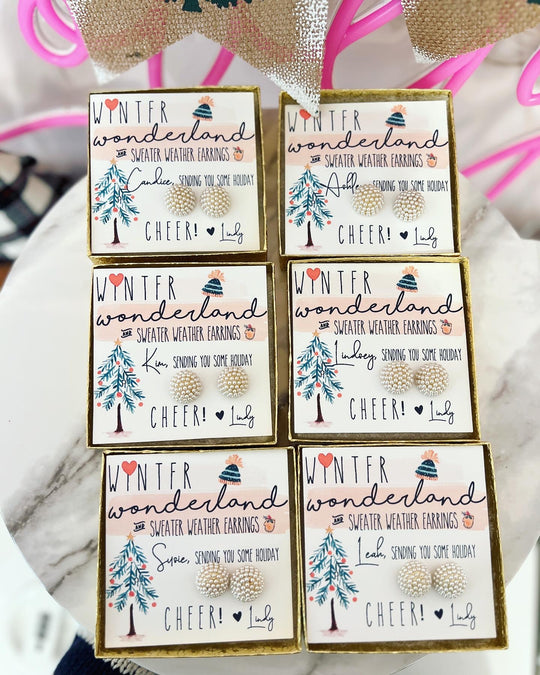 WINTER
wonderland
AND SWEATER WEATHER EARRINGS
Candice, SENDING YOU SOME HOLIDAY
CHEER! ♥ Lindy
WINTER
wonderland
AND SWEATER WEATHER EARRINGS
SENDING YOU SOME HOLIDAY
CHEER! ♥ Lindy
WINTER
wonderland
AND SWEATER WEATHER EARRINGS
Kim, SENDING YOU SOME HOLIDAY
CHEER! ♥ Lindy
WINTER
wonderland
AND SWEATER WEATHER EARRINGS
Lindsey, SENDING YOU SOME HOLIDAY
CHEER! ♥ Lindy
WINTER
wonderland
AND SWEATER WEATHER EARRINGS
Susie, SENDING YOU SOME HOLIDAY
CHEER! ♥ Lindy
WINTER
wonderland
AND SWEATER WEATHER EARRINGS
Leah, SENDING YOU SOME HOLIDAY
CHEER! ♥ Lindy